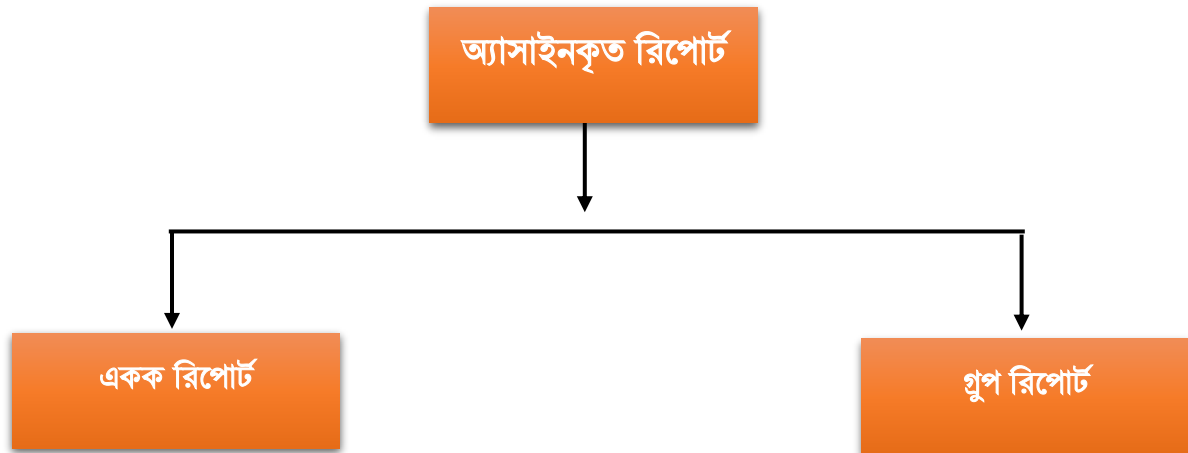 অ্যাসাইনকৃত রিপোর্ট
একক রিপোর্ট
গ্রুপ রিপোর্ট